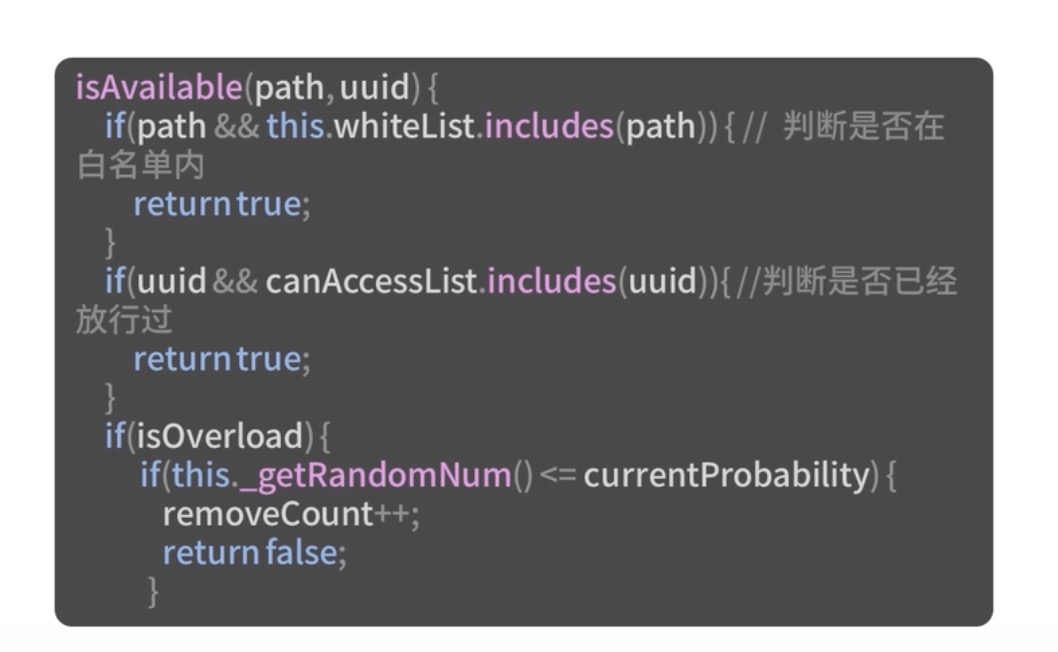 isAvailable(path,uuid) {
if(path && this.whiteList.includes(path)) { // 判断是否在
白名单内
return true;
}
if(uuid && canAccessList.includes(uuid)){ //判断是否已经
放行过
return true;
}
if(isOverload) {
if(this._getRandomNum() <= currentProbability) {
removeCount++;
return false;
}